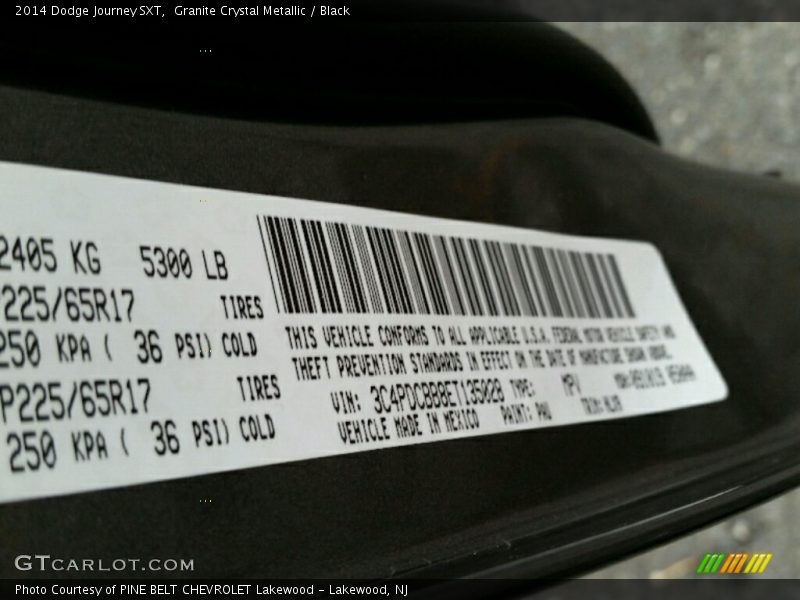 2014 Dodge Journey SXT,  Granite Crystal Metallic / Black
2405 KG 5300 LB
P225/65R17 TIRES
250 KPA ( 36 PSI) COLD
P225/65R17 TIRES
250 KPA ( 36 PSI) COLD
THIS VEHICLE CONFORMS TO ALL APPLICABLE U.S.A. FEDERAL MOTOR VEHICLE SAFETY AND
THEFT PREVENTION STANDARDS IN EFFECT ON THE DATE OF MANUFACTURE SHOWN ABOVE.
VIN: 3C4PDCBB8ET135028 TYPE: MPV
VEHICLE MADE IN MEXICO PAINT: PAU TRIM:
GTCARLOT.COM
Photo Courtesy of PINE BELT CHEVROLET Lakewood - Lakewood, NJ